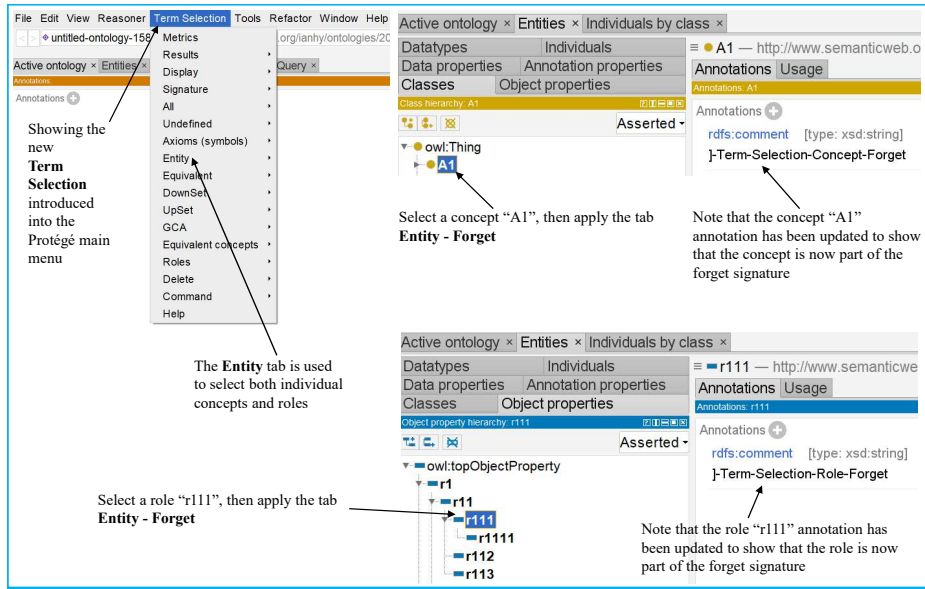 File Edit View Reasoner Term Selection Tools Refactor Window Help
untitled-ontology-158
.org/ianhy/ontologies/20
Active ontology × Entities ×
Query ×
Annotations
Annotations
Metrics
Results
Display
Signature
All
Undefined
Axioms (symbols)
Entity
Equivalent
DownSet
UpSet
GCA
Equivalent concepts
Roles
Delete
Command
Help
Showing the
new
Term
Selection
introduced
into the
Protégé main
menu
The Entity tab is used
to select both individual
concepts and roles
Active ontology × Entities × Individuals by class ×
Datatypes Individuals
Data properties Annotation properties
Classes Object properties
Class hierarchy: A1
Asserted
owl:Thing
A1
A1 — http://www.semanticweb.o
Annotations Usage
Annotations: A1
Annotations
rdfs:comment [type: xsd:string]
]-Term-Selection-Concept-Forget
Select a concept “A1”, then apply the tab
Entity - Forget
Note that the concept “A1”
annotation has been updated to show
that the concept is now part of the
forget signature
Active ontology × Entities × Individuals by class ×
Datatypes Individuals
Data properties Annotation properties
Classes Object properties
Object property hierarchy: r111
Asserted
owl:topObjectProperty
r1
r11
r111
r1111
r112
r113
r111 — http://www.semanticwe
Annotations Usage
Annotations: r111
Annotations
rdfs:comment [type: xsd:string]
]-Term-Selection-Role-Forget
Select a role “r111”, then apply the tab
Entity - Forget
Note that the role “r111” annotation has
been updated to show that the role is now
part of the forget signature